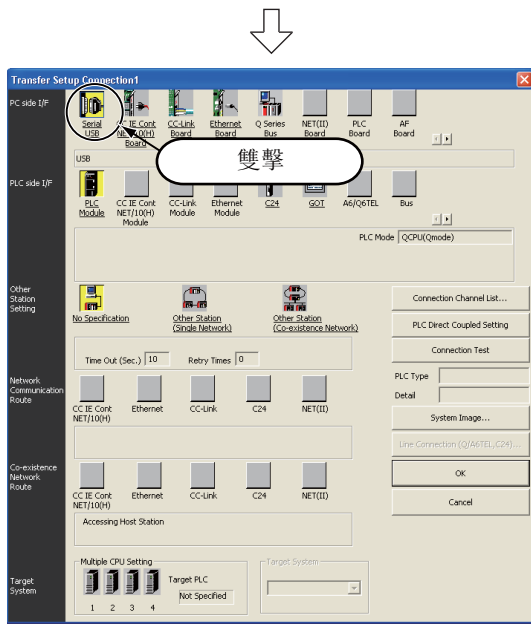 Transfer Setup Connection1
PC side I/F
Serial
USB
CC IE Cont
NET/10(H)
Board
CC-Link
Board
Ethernet
Board
Q Series
Bus
NET(II)
Board
PLC
Board
AF
Board
雙擊
USB
PLC side I/F
PLC
Module
CC IE Cont
NET/10(H)
Module
CC-Link
Module
Ethernet
Module
C24
GOT
A6/Q6TEL
Bus
PLC Mode QCPU(Qmode)
Other
Station
Setting
No Specification
Other Station
(Single Network)
Other Station
(Co-existence Network)
Time Out (Sec.) 10 Retry Times 0
Connection Channel List...
PLC Direct Coupled Setting
Connection Test
PLC Type
Detail
System Image...
Line Connection (Q/A6TEL,C24)...
OK
Cancel
Network
Communication
Route
CC IE Cont
NET/10(H)
Ethernet
CC-Link
C24
NET(II)
Co-existence
Network
Route
CC IE Cont
NET/10(H)
Ethernet
CC-Link
C24
NET(II)
Accessing Host Station
Target
System
Multiple CPU Setting
1 2 3 4
Target PLC
Not Specified
Target System